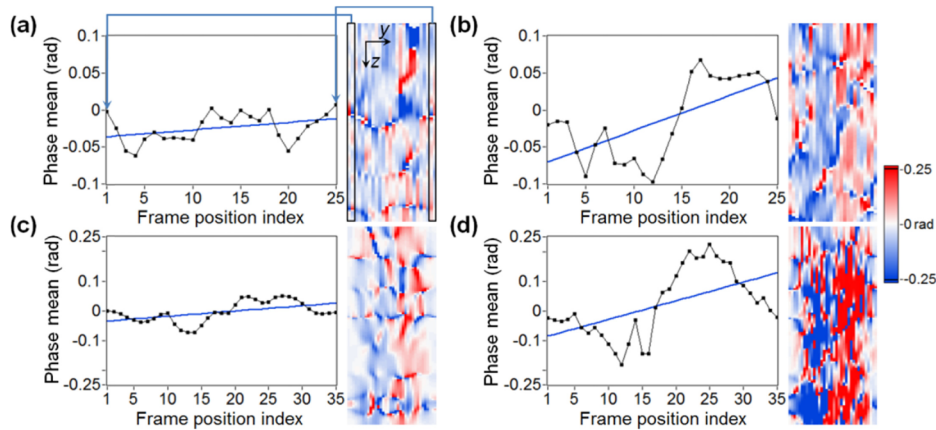 (a)
Phase mean (rad)
0.1
0.05
0
-0.05
-0.1
1 5 10 15 20 25
Frame position index
y
z
(b)
Phase mean (rad)
0.1
0.05
0
-0.05
-0.1
1 5 10 15 20 25
Frame position index
0.25
0 rad
-0.25
(c)
Phase mean (rad)
0.25
0.1
0
-0.1
-0.25
1 5 10 15 20 25 30 35
Frame position index
(d)
Phase mean (rad)
0.25
0.1
0
-0.1
-0.25
1 5 10 15 20 25 30 35
Frame position index